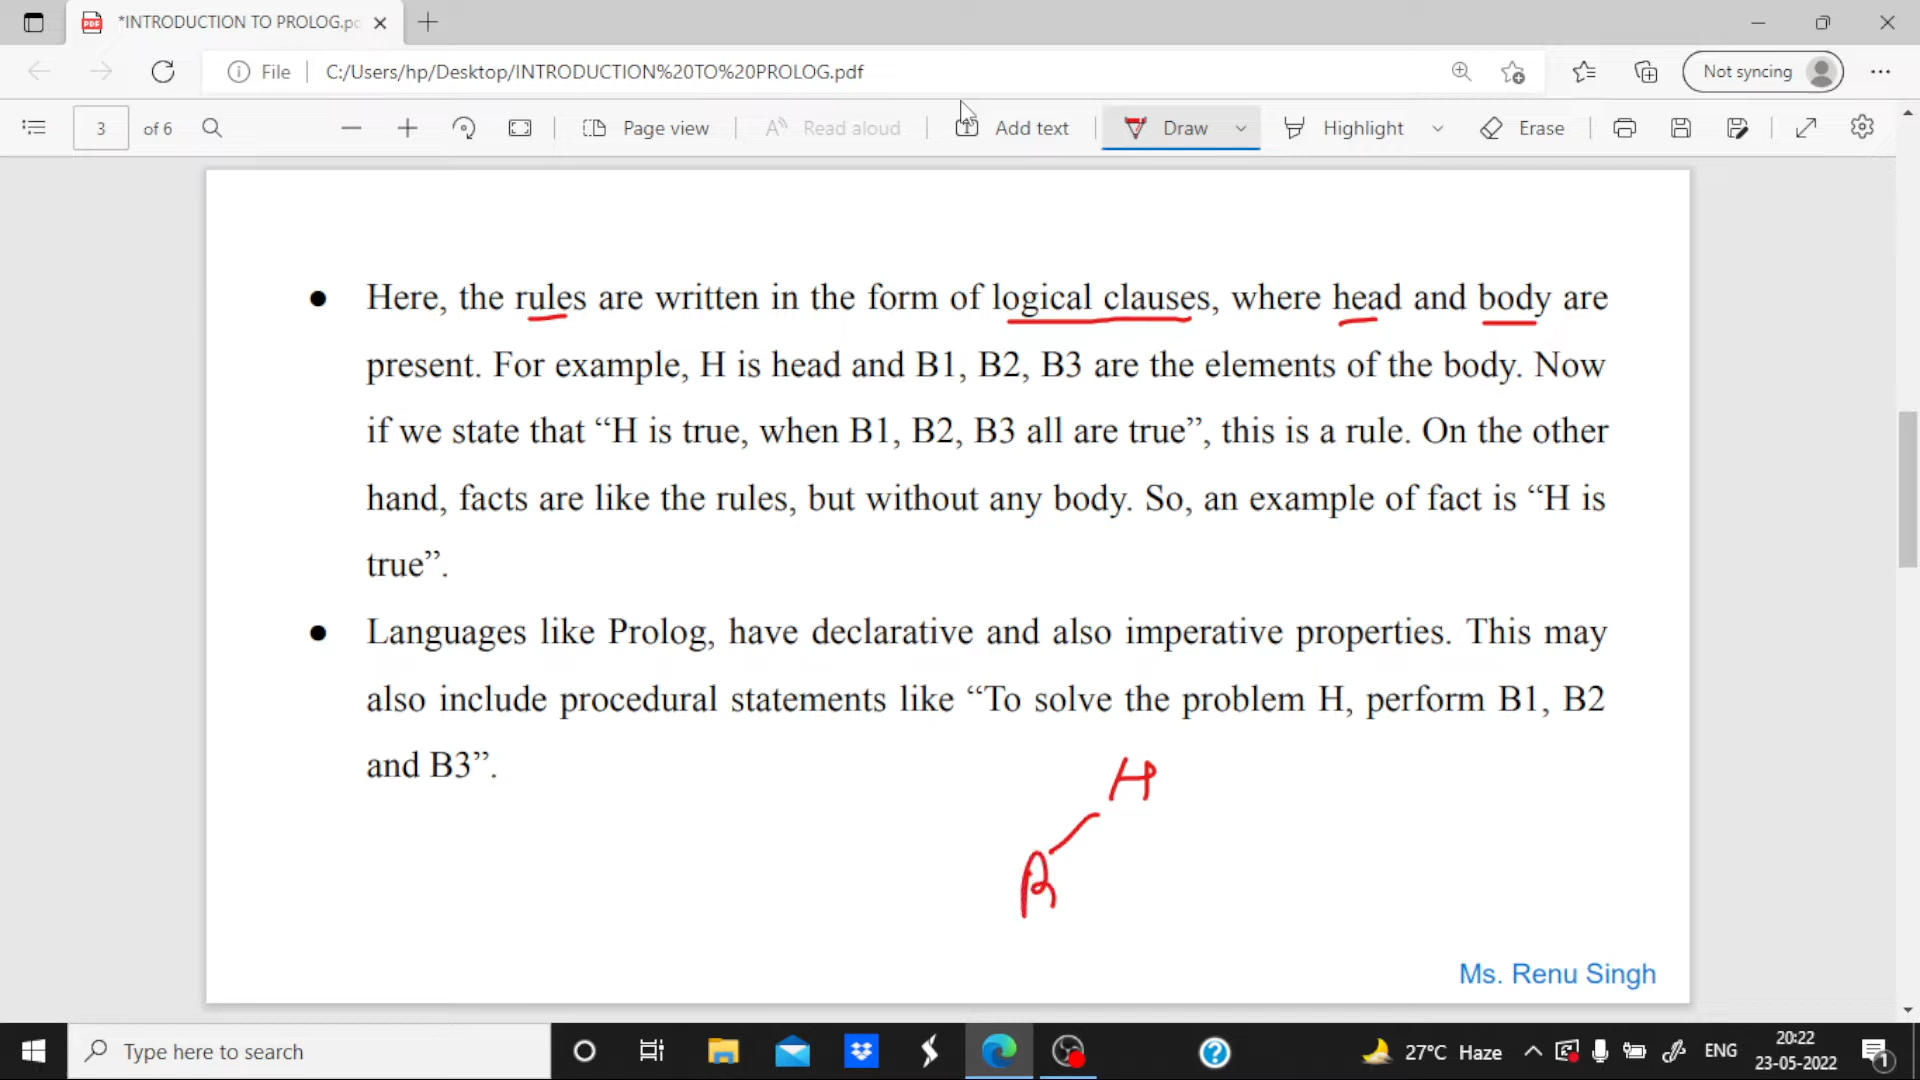 *INTRODUCTION TO PROLOG.pd
File
C:/Users/hp/Desktop/INTRODUCTION%20TO%20PROLOG.pdf
Not syncing
3 of 6
Page view
Read aloud
Add text
Draw
Highlight
Erase
● Here, the rules are written in the form of logical clauses, where head and body are
present. For example, H is head and B1, B2, B3 are the elements of the body. Now
if we state that “H is true, when B1, B2, B3 all are true”, this is a rule. On the other
hand, facts are like the rules, but without any body. So, an example of fact is “H is
true”.
● Languages like Prolog, have declarative and also imperative properties. This may
also include procedural statements like “To solve the problem H, perform B1, B2
and B3”.
H
Ms. Renu Singh
Type here to search
27°C Haze
ENG
20:22
23-05-2022
1